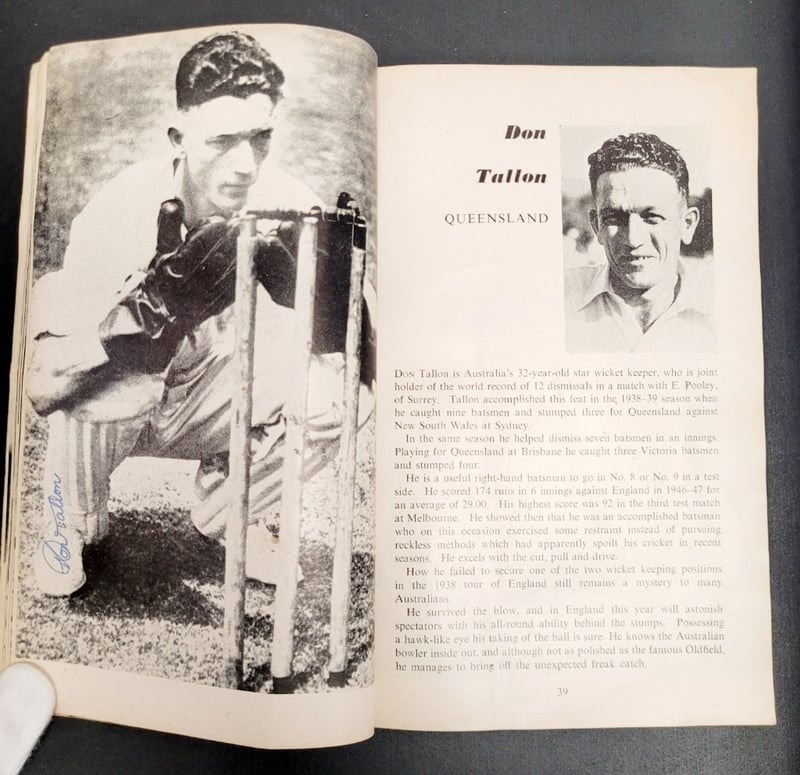 Don Tallon
Don
Tallon
QUEENSLAND
DON Tallon is Australia's 32-year-old star wicket keeper, who is joint
holder of the world record of 12 dismissals in a match with E. Pooley,
of Surrey. Tallon accomplished this feat in the 1938–39 season when
he caught nine batsmen and stumped three for Queensland against
New South Wales at Sydney.
In the same season he helped dismiss seven batsmen in an innings.
Playing for Queensland at Brisbane he caught three Victoria batsmen
and stumped four.
He is a useful right-hand batsman to go in No. 8 or No. 9 in a test
side. He scored 174 runs in 6 innings against England in 1946–47 for
an average of 29.00. His highest score was 92 in the third test match
at Melbourne. He showed then that he was an accomplished batsman
who on this occasion exercised some restraint instead of pursuing
reckless methods which had apparently spoilt his cricket in recent
seasons. He excels with the cut, pull and drive.
How he failed to secure one of the two wicket keeping positions
in the 1938 tour of England still remains a mystery to many
Australians.
He survived the blow, and in England this year will astonish
spectators with his all-round ability behind the stumps. Possessing
a hawk-like eye his taking of the ball is sure. He knows the Australian
bowler inside out, and although not as polished as the famous Oldfield,
he manages to bring off the unexpected freak catch.
39